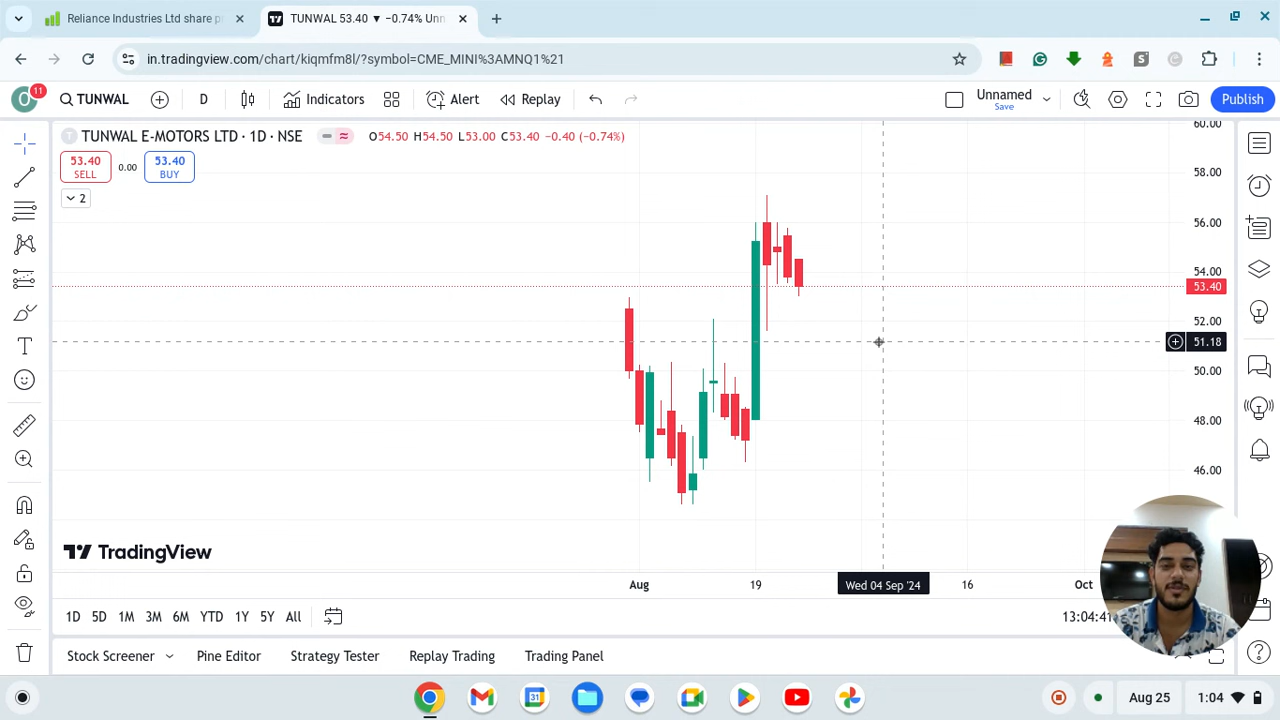 Reliance Industries Ltd share p
TUNWAL 53.40 ▼ −0.74% Unn
in.tradingview.com/chart/kiqmfm8l/?symbol=CME_MINI%3AMNQ1%21
O 11 TUNWAL D Indicators Alert Replay Unnamed Save Publish
TUNWAL E-MOTORS LTD · 1D · NSE O54.50 H54.50 L53.00 C53.40 −0.40 (−0.74%)
53.40 SELL 0.00 53.40 BUY
2
60.00
58.00
56.00
54.00
53.40
52.00
51.18
50.00
48.00
46.00
TradingView
Aug 19 Wed 04 Sep '24 16 Oct
1D 5D 1M 3M 6M YTD 1Y 5Y All 13:04:41
Stock Screener Pine Editor Strategy Tester Replay Trading Trading Panel
31 Aug 25 1:04